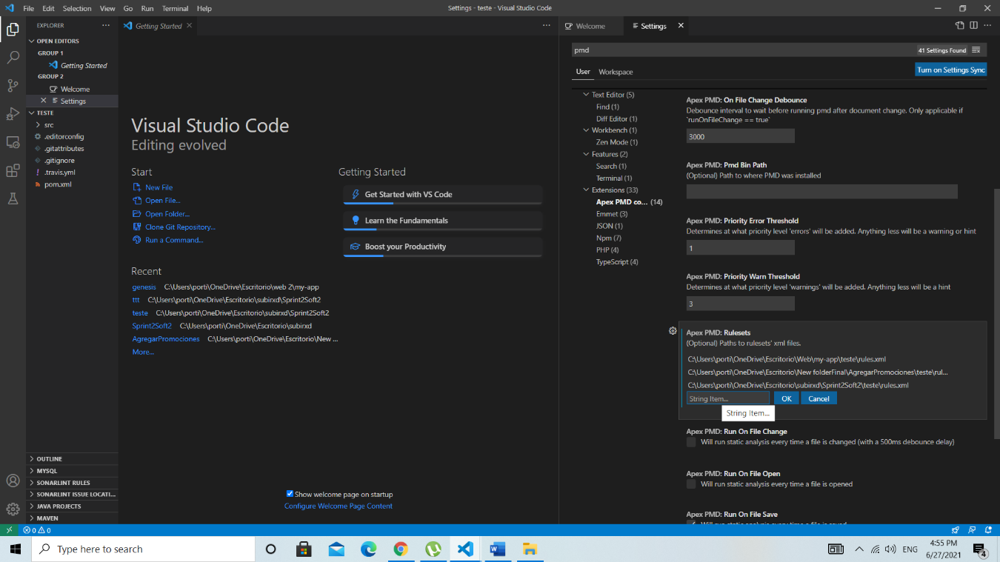 File Edit Selection View Go Run Terminal Help
Settings - teste - Visual Studio Code
EXPLORER
OPEN EDITORS
GROUP 1
Getting Started
GROUP 2
Welcome
Settings
TESTE
src
.editorconfig
.gitattributes
.gitignore
.travis.yml
pom.xml
OUTLINE
MYSQL
SONARLINT RULES
SONARLINT ISSUE LOCATI...
JAVA PROJECTS
MAVEN
Getting Started
Visual Studio Code
Editing evolved
Start
New File
Open File...
Open Folder...
Clone Git Repository...
Run a Command...
Recent
genesis C:\Users\porti\OneDrive\Escritorio\web 2\my-app
ttt C:\Users\porti\OneDrive\Escritorio\subirxd\Sprint2Soft2
teste C:\Users\porti\OneDrive\Escritorio\subirxd\Sprint2Soft2
Sprint2Soft2 C:\Users\porti\OneDrive\Escritorio\subirxd
AgregarPromociones C:\Users\porti\OneDrive\Escritorio\New ...
More...
Getting Started
Get Started with VS Code
Learn the Fundamentals
Boost your Productivity
Show welcome page on startup
Configure Welcome Page Content
Welcome
Settings
pmd
41 Settings Found
User Workspace
Turn on Settings Sync
Text Editor (5)
Find (1)
Diff Editor (1)
Workbench (1)
Zen Mode (1)
Features (2)
Search (1)
Terminal (1)
Extensions (33)
Apex PMD co... (14)
Emmet (3)
JSON (1)
Npm (7)
PHP (4)
TypeScript (4)
Apex PMD: On File Change Debounce
Debounce interval to wait before running pmd after document change. Only applicable if
`runOnFileChange == true`
3000
Apex PMD: Pmd Bin Path
(Optional) Path to where PMD was installed
Apex PMD: Priority Error Threshold
Determines at what priority level 'errors' will be added. Anything less will be a warning or hint
1
Apex PMD: Priority Warn Threshold
Determines at what priority level 'warnings' will be added. Anything less will be a hint
3
Apex PMD: Rulesets
(Optional) Paths to rulesets' xml files.
C:\Users\porti\OneDrive\Escritorio\Web\my-app\teste\rules.xml
C:\Users\porti\OneDrive\Escritorio\New folderFinal\AgregarPromociones\teste\rul...
C:\Users\porti\OneDrive\Escritorio\subirxd\Sprint2Soft2\teste\rules.xml
String Item... OK Cancel
String Item...
Apex PMD: Run On File Change
Will run static analysis every time a file is changed (with a 500ms debounce delay)
Apex PMD: Run On File Open
Will run static analysis every time a file is opened
Apex PMD: Run On File Save
Will run static analysis every time a file is saved
0 0
Type here to search
ENG
4:55 PM
6/27/2021
4